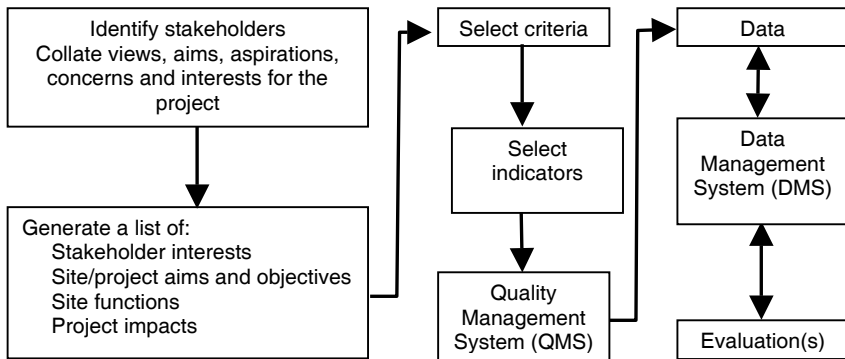 Identify stakeholders
Collate views, aims, aspirations,
concerns and interests for the
project
Generate a list of:
Stakeholder interests
Site/project aims and objectives
Site functions
Project impacts
Select criteria
Select
indicators
Quality
Management
System (QMS)
Data
Data
Management
System (DMS)
Evaluation(s)